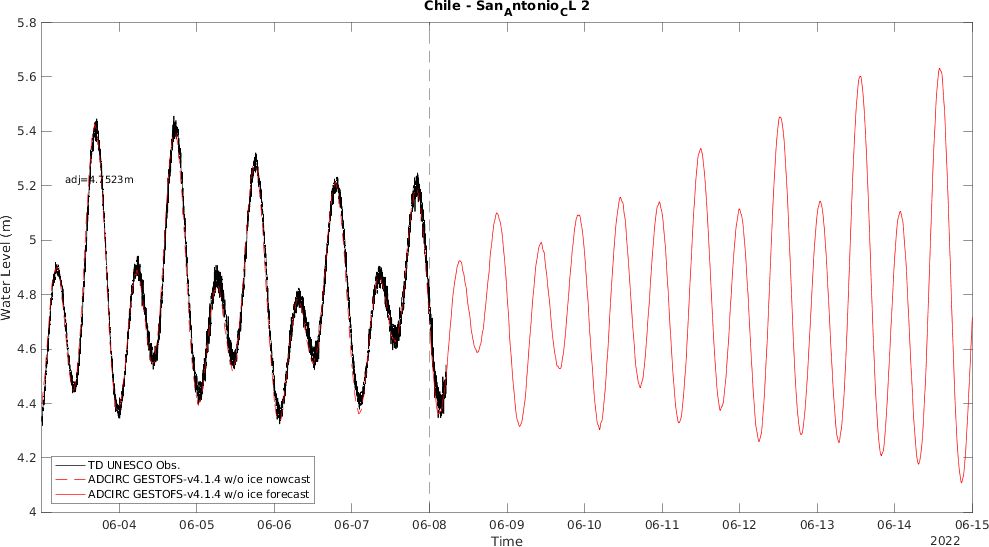 Chile - San_Antonio_CL 2
5.8
5.6
5.4
5.2
5
4.8
4.6
4.4
4.2
4
Water Level (m)
adj=4.7523m
TD UNESCO Obs.
ADCIRC GESTOFS-v4.1.4 w/o ice nowcast
ADCIRC GESTOFS-v4.1.4 w/o ice forecast
06-04 06-05 06-06 06-07 06-08 06-09 06-10 06-11 06-12 06-13 06-14 06-15
Time
2022